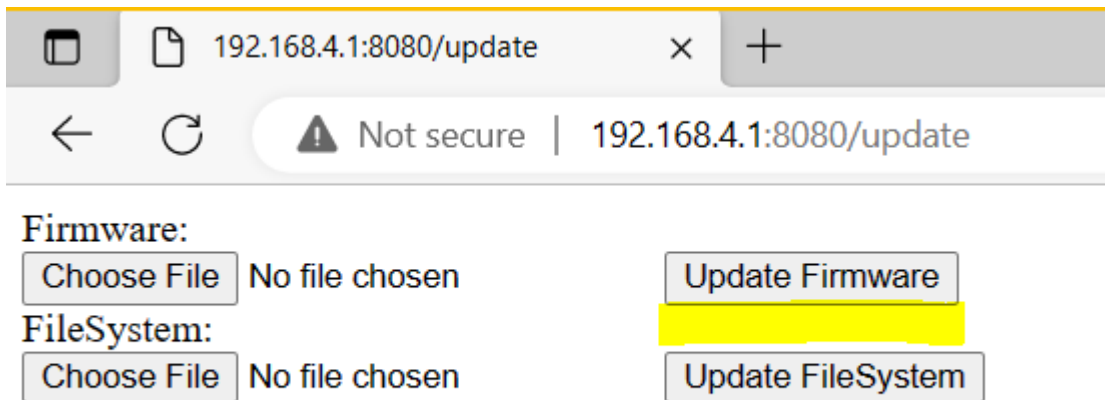 192.168.4.1:8080/update
Not secure | 192.168.4.1:8080/update
Firmware:
Choose File No file chosen Update Firmware
FileSystem:
Choose File No file chosen Update FileSystem